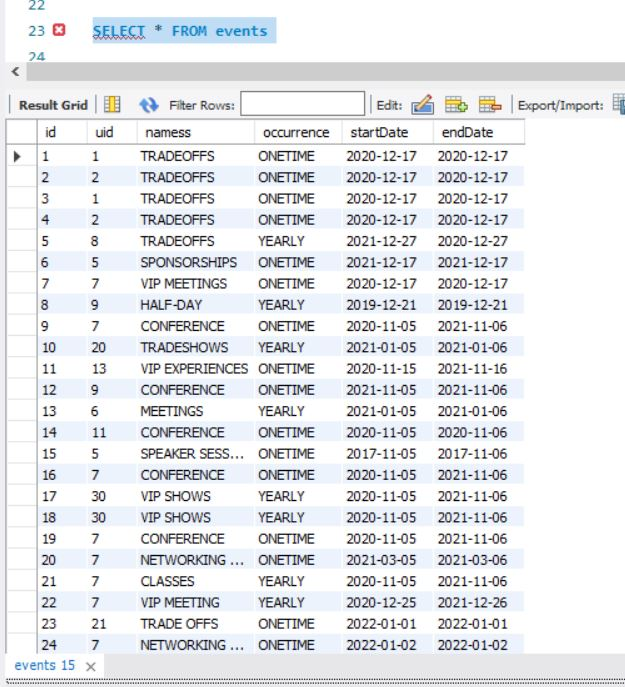 22
23 SELECT * FROM events
24
Result Grid Filter Rows: Edit: Export/Import:
id uid namess occurrence startDate endDate
1 1 TRADEOFFS ONETIME 2020-12-17 2020-12-17
2 2 TRADEOFFS ONETIME 2020-12-17 2020-12-17
3 1 TRADEOFFS ONETIME 2020-12-17 2020-12-17
4 2 TRADEOFFS ONETIME 2020-12-17 2020-12-17
5 8 TRADEOFFS YEARLY 2021-12-27 2020-12-27
6 5 SPONSORSHIPS ONETIME 2021-12-17 2021-12-17
7 7 VIP MEETINGS ONETIME 2020-12-17 2020-12-17
8 9 HALF-DAY YEARLY 2019-12-21 2019-12-21
9 7 CONFERENCE ONETIME 2020-11-05 2021-11-06
10 20 TRADESHOWS YEARLY 2021-01-05 2021-01-06
11 13 VIP EXPERIENCES ONETIME 2020-11-15 2021-11-16
12 9 CONFERENCE ONETIME 2021-11-05 2021-11-06
13 6 MEETINGS YEARLY 2021-01-05 2021-01-06
14 11 CONFERENCE ONETIME 2020-11-05 2020-11-06
15 5 SPEAKER SESS... ONETIME 2017-11-05 2017-11-06
16 7 CONFERENCE ONETIME 2020-11-05 2021-11-06
17 30 VIP SHOWS YEARLY 2020-11-05 2021-11-06
18 30 VIP SHOWS YEARLY 2020-11-05 2021-11-06
19 7 CONFERENCE ONETIME 2020-11-05 2021-11-06
20 7 NETWORKING ... ONETIME 2021-03-05 2021-03-06
21 7 CLASSES YEARLY 2020-11-05 2021-11-06
22 7 VIP MEETING YEARLY 2020-12-25 2021-12-26
23 21 TRADE OFFS ONETIME 2022-01-01 2022-01-01
24 7 NETWORKING ... ONETIME 2022-01-02 2022-01-02
events 15